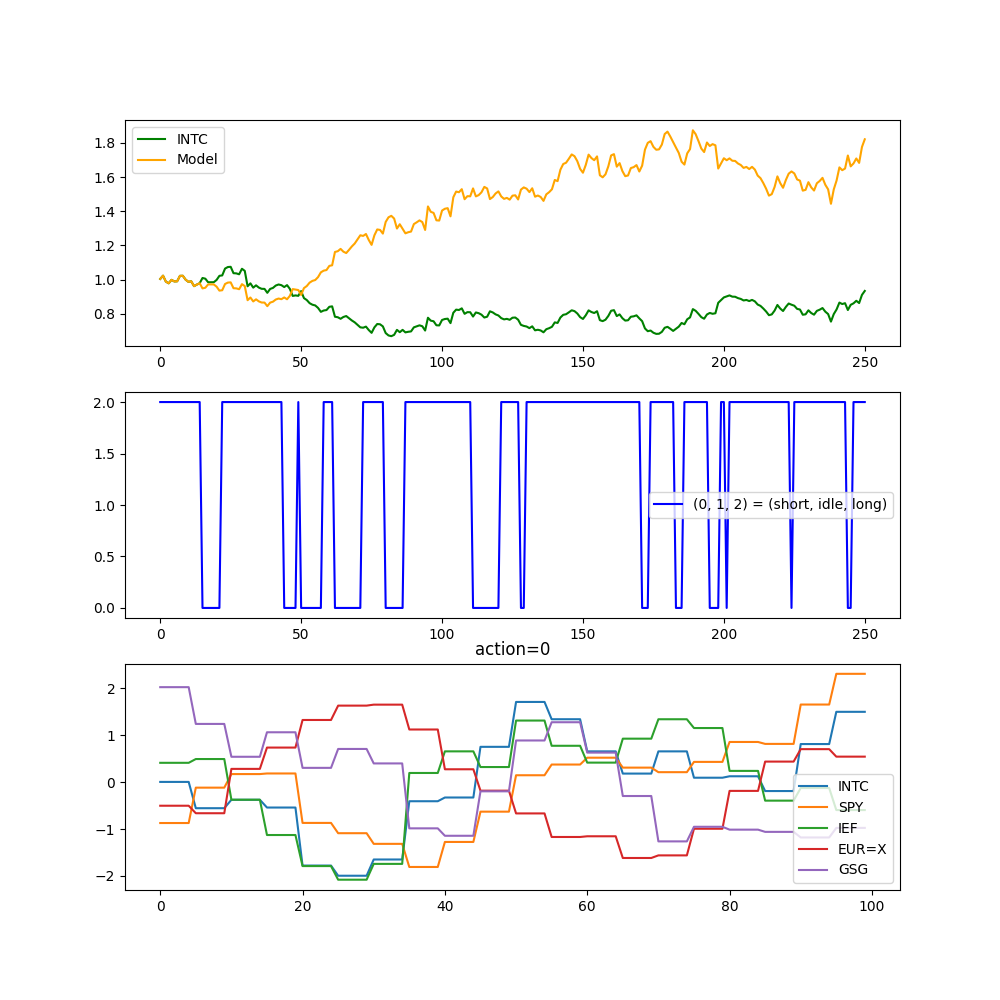 INTC
Model
1.8
1.6
1.4
1.2
1.0
0.8
0 50 100 150 200 250
2.0
1.5
1.0
0.5
0.0
(0, 1, 2) = (short, idle, long)
0 50 100 150 200 250
action=0
2
1
0
−1
−2
INTC
SPY
IEF
EUR=X
GSG
0 20 40 60 80 100